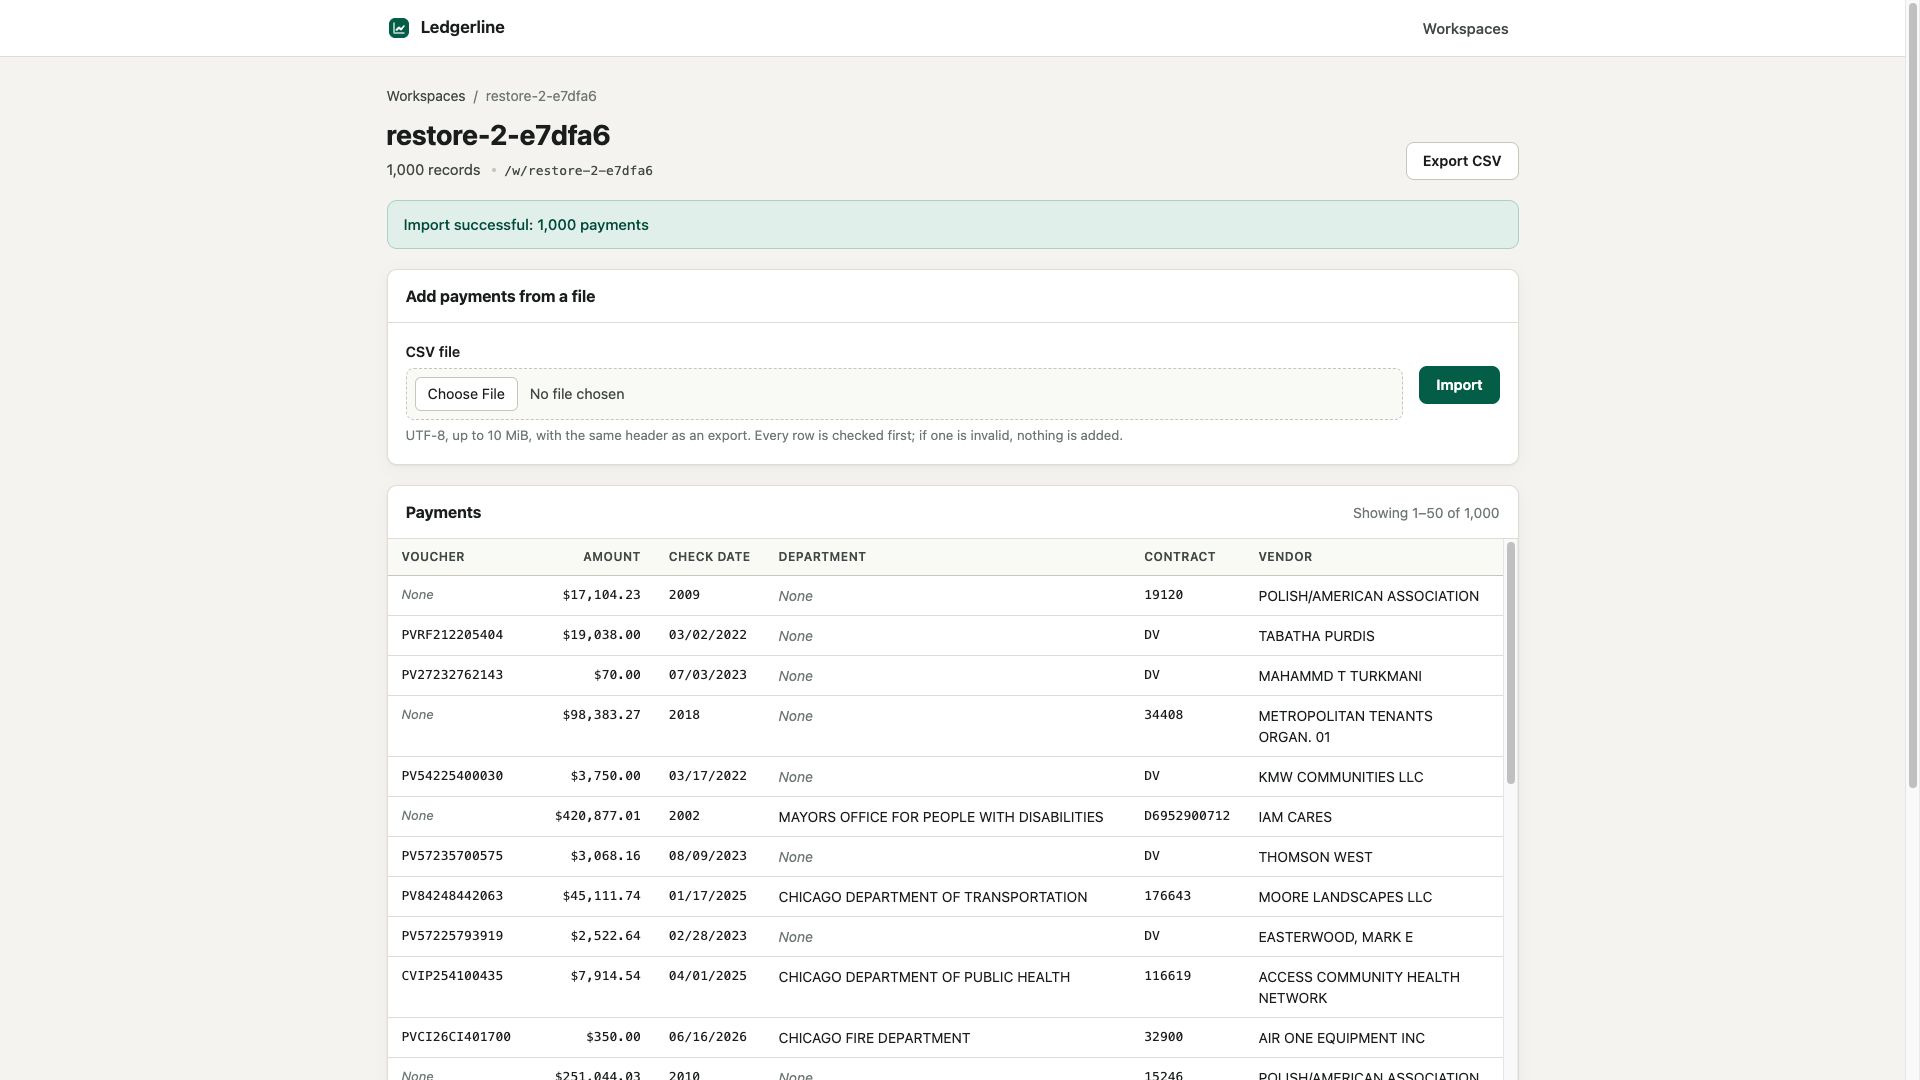 Ledgerline
Workspaces
Workspaces / restore-2-e7dfa6
restore-2-e7dfa6
1,000 records • /w/restore-2-e7dfa6
Export CSV
Import successful: 1,000 payments
Add payments from a file
CSV file
Choose File No file chosen
Import
UTF-8, up to 10 MiB, with the same header as an export. Every row is checked first; if one is invalid, nothing is added.
Payments
Showing 1–50 of 1,000
VOUCHER AMOUNT CHECK DATE DEPARTMENT CONTRACT VENDOR
None $17,104.23 2009 None 19120 POLISH/AMERICAN ASSOCIATION
PVRF212205404 $19,038.00 03/02/2022 None DV TABATHA PURDIS
PV27232762143 $70.00 07/03/2023 None DV MAHAMMD T TURKMANI
None $98,383.27 2018 None 34408 METROPOLITAN TENANTS
ORGAN. 01
PV54225400030 $3,750.00 03/17/2022 None DV KMW COMMUNITIES LLC
None $420,877.01 2002 MAYORS OFFICE FOR PEOPLE WITH DISABILITIES D6952900712 IAM CARES
PV57235700575 $3,068.16 08/09/2023 None DV THOMSON WEST
PV84248442063 $45,111.74 01/17/2025 CHICAGO DEPARTMENT OF TRANSPORTATION 176643 MOORE LANDSCAPES LLC
PV57225793919 $2,522.64 02/28/2023 None DV EASTERWOOD, MARK E
CVIP254100435 $7,914.54 04/01/2025 CHICAGO DEPARTMENT OF PUBLIC HEALTH 116619 ACCESS COMMUNITY HEALTH
NETWORK
PVCI26CI401700 $350.00 06/16/2026 CHICAGO FIRE DEPARTMENT 32900 AIR ONE EQUIPMENT INC
None $251,044.03 2010 None 15246 POLISH/AMERICAN ASSOCIATION